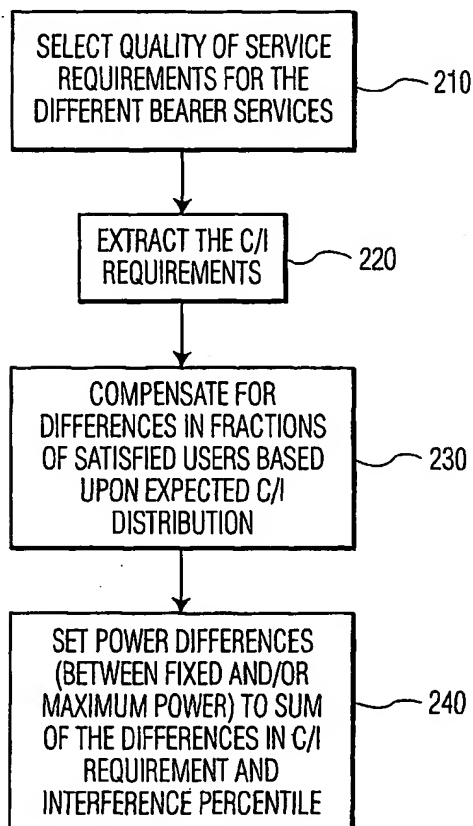 SELECT QUALITY OF SERVICE
REQUIREMENTS FOR THE
DIFFERENT BEARER SERVICES
210
EXTRACT THE C/I
REQUIREMENTS
220
COMPENSATE FOR
DIFFERENCES IN FRACTIONS
OF SATISFIED USERS BASED
UPON EXPECTED C/I
DISTRIBUTION
230
SET POWER DIFFERENCES
(BETWEEN FIXED AND/OR
MAXIMUM POWER) TO SUM
OF THE DIFFERENCES IN C/I
REQUIREMENT AND
INTERFERENCE PERCENTILE
240